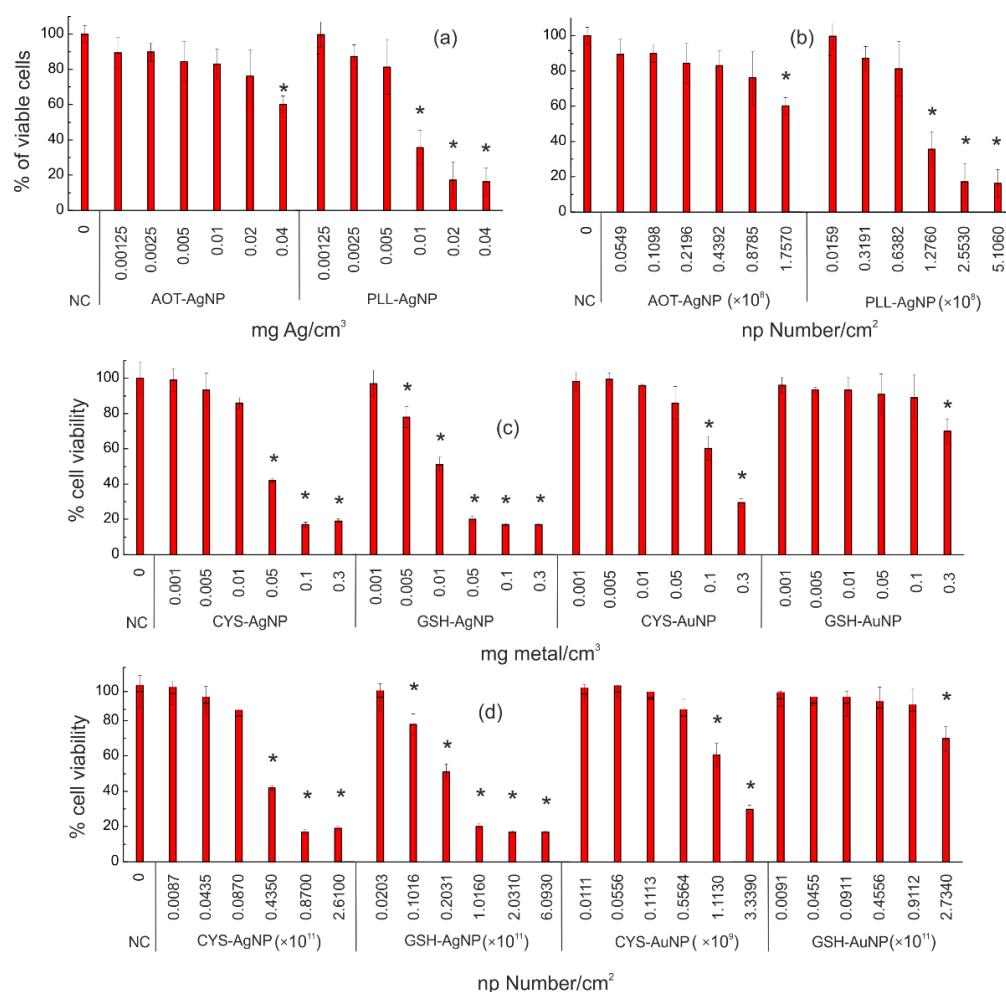 (a)
% of viable cells
100
80
60
40
20
0
* * * *
0 0.00125 0.0025 0.005 0.01 0.02 0.04 0.00125 0.0025 0.005 0.01 0.02 0.04
NC AOT-AgNP PLL-AgNP
mg Ag/cm³
(b)
100
80
60
40
20
0
* * * *
0 0.0549 0.1098 0.2196 0.4392 0.8785 1.7570 0.0159 0.3191 0.6382 1.2760 2.5530 5.1060
NC AOT-AgNP (×10⁸) PLL-AgNP (×10⁸)
np Number/cm²
(c)
% cell viability
100
80
60
40
20
0
* * * * * * * * * * *
0 0.001 0.005 0.01 0.05 0.1 0.3 0.001 0.005 0.01 0.05 0.1 0.3 0.001 0.005 0.01 0.05 0.1 0.3 0.001 0.005 0.01 0.05 0.1 0.3
NC CYS-AgNP GSH-AgNP CYS-AuNP GSH-AuNP
mg metal/cm³
(d)
% cell viability
100
80
60
40
20
0
* * * * * * * * * * *
0 0.0087 0.0435 0.0870 0.4350 0.8700 2.6100 0.0203 0.1016 0.2031 1.0160 2.0310 6.0930 0.0111 0.0556 0.1113 0.5564 1.1130 3.3390 0.0091 0.0455 0.0911 0.4556 0.9112 2.7340
NC CYS-AgNP (×10¹¹) GSH-AgNP (×10¹¹) CYS-AuNP (×10⁹) GSH-AuNP (×10¹¹)
np Number/cm²